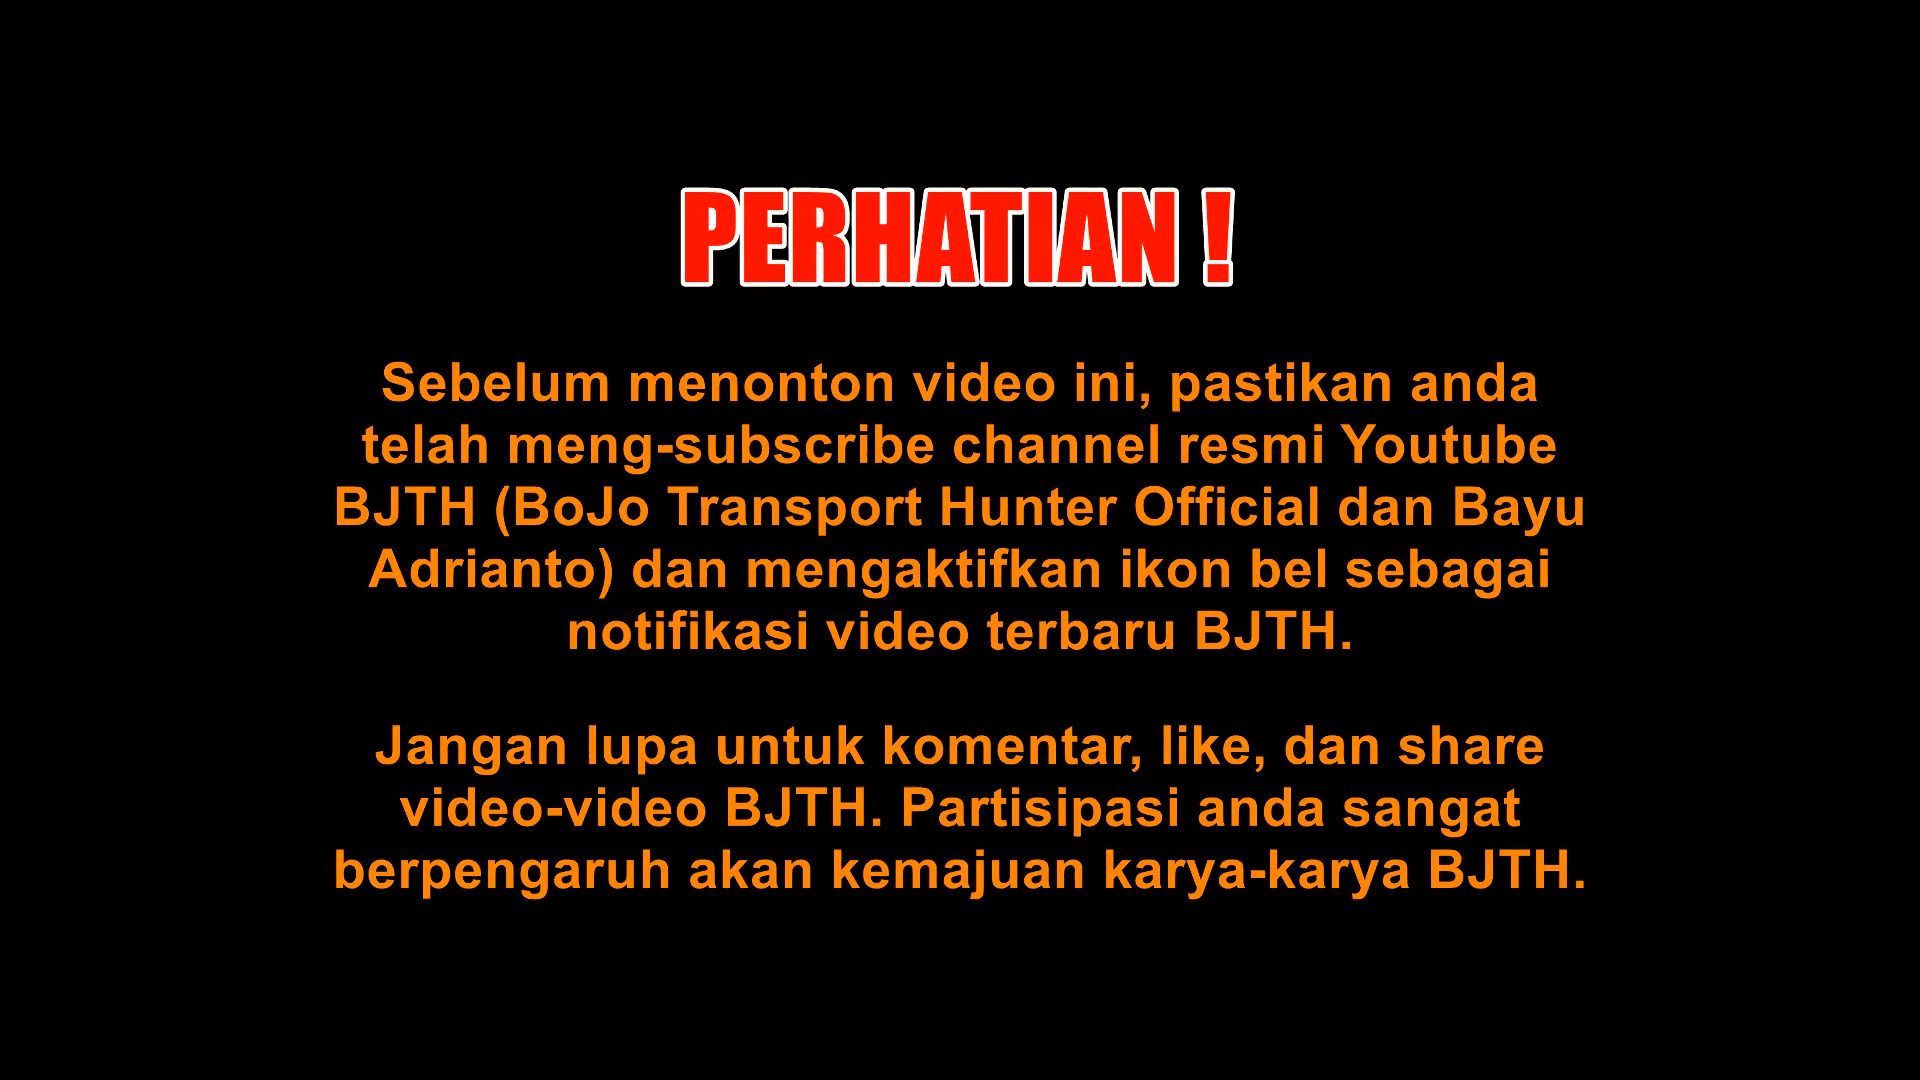 PERHATIAN !
Sebelum menonton video ini, pastikan anda
telah meng-subscribe channel resmi Youtube
BJTH (BoJo Transport Hunter Official dan Bayu
Adrianto) dan mengaktifkan ikon bel sebagai
notifikasi video terbaru BJTH.
Jangan lupa untuk komentar, like, dan share
video-video BJTH. Partisipasi anda sangat
berpengaruh akan kemajuan karya-karya BJTH.